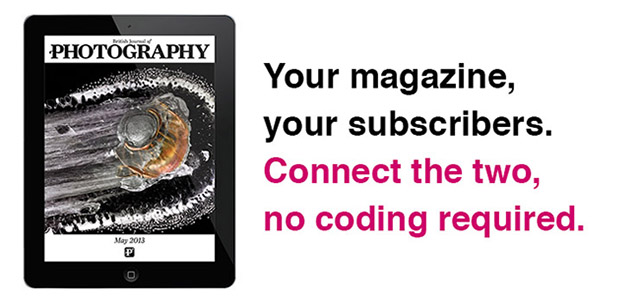 British Journal of
PHOTOGRAPHY
May 2013
Your magazine,
your subscribers.
Connect the two,
no coding required.